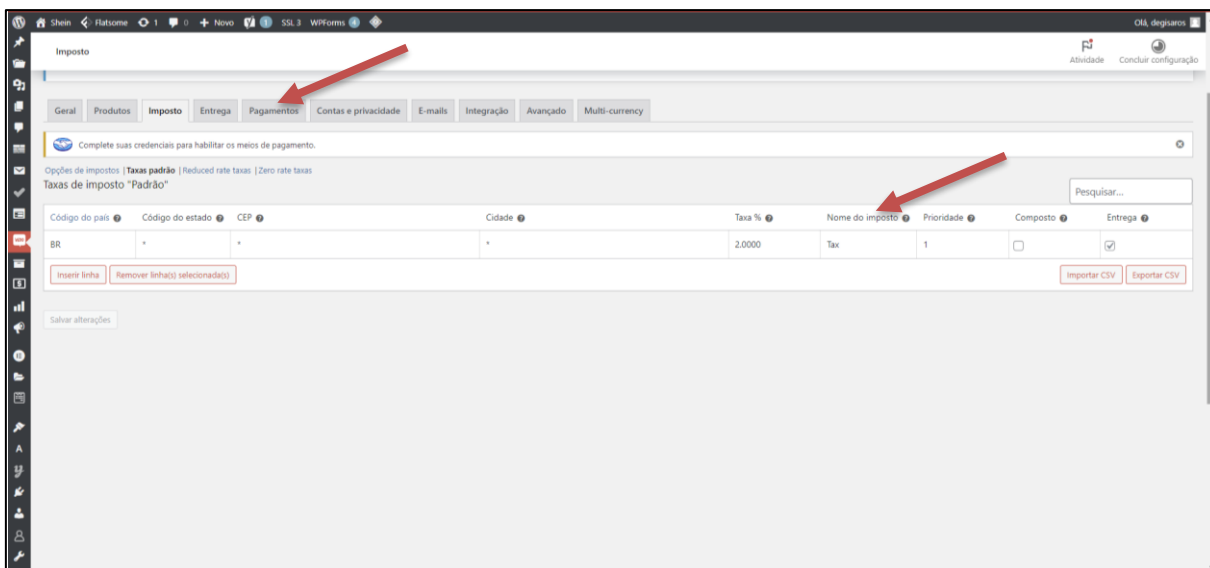 Shein Flatsome 1 0 + Novo 1 SSL 3 WPForms 4 Olá, degisaros
Imposto
Atividade Concluir configuração
Geral Produtos Imposto Entrega Pagamentos Contas e privacidade E-mails Integração Avançado Multi-currency
Complete suas credenciais para habilitar os meios de pagamento.
Opções de impostos | Taxas padrão | Reduced rate taxas | Zero rate taxas
Taxas de imposto "Padrão"
Pesquisar...
Código do país Código do estado CEP Cidade Taxa % Nome do imposto Prioridade Composto Entrega
BR * * * 2.0000 Tax 1
Inserir linha Remover linha(s) selecionada(s) Importar CSV Exportar CSV
Salvar alterações